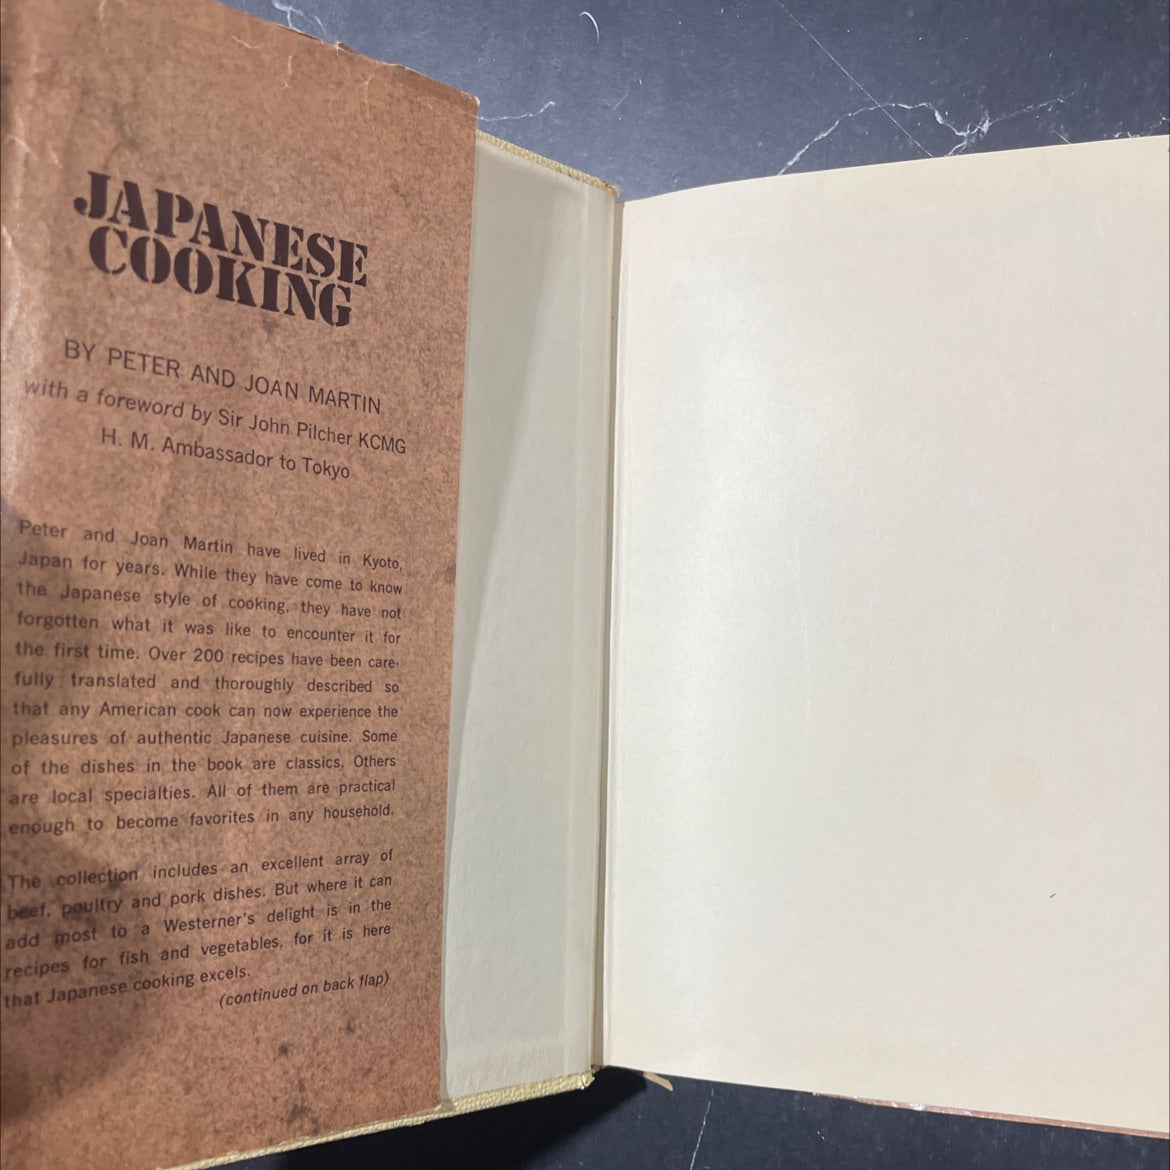 JAPANESE
COOKING
BY PETER AND JOAN MARTIN
with a foreword by Sir John Pilcher KCMG
H. M. Ambassador to Tokyo
Peter and Joan Martin have lived in Kyoto,
Japan for years. While they have come to know
the Japanese style of cooking, they have not
forgotten what it was like to encounter it for
the first time. Over 200 recipes have been care-
fully translated and thoroughly described so
that any American cook can now experience the
pleasures of authentic Japanese cuisine. Some
of the dishes in the book are classics. Others
are local specialties. All of them are practical
enough to become favorites in any household.
The collection includes an excellent array of
beef, poultry and pork dishes. But where it can
add most to a Westerner's delight is in the
recipes for fish and vegetables, for it is here
that Japanese cooking excels.
(continued on back flap)